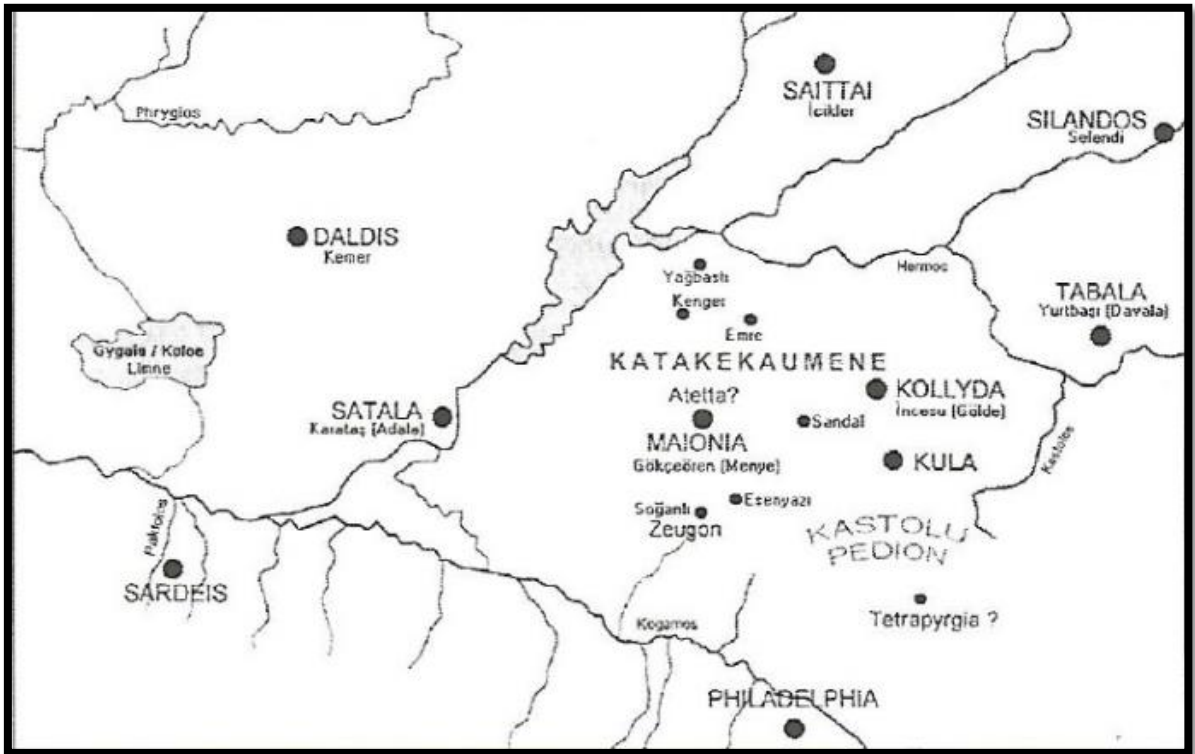 SAITTAI
İcikler
Phrygios
SILANDOS
Selendi
DALDIS
Kemer
Hermos
Yağbastı
Kenger
TABALA
Yurtbaşı (Davala)
Emre
Gygaia / Koloe
Limne
KATAKEKAUMENE
Atetta?
KOLLYDA
İncesu (Gölde)
SATALA
Karataş (Adala)
Sandal
MAIONIA
Gökçeören (Menye)
KULA
Kastolos
Esenyazı
Soğanlı
Zeugon
Paktolos
KASTOLU
PEDION
SARDEIS
Tetrapyrgia ?
Kogamos
PHILADELPHIA